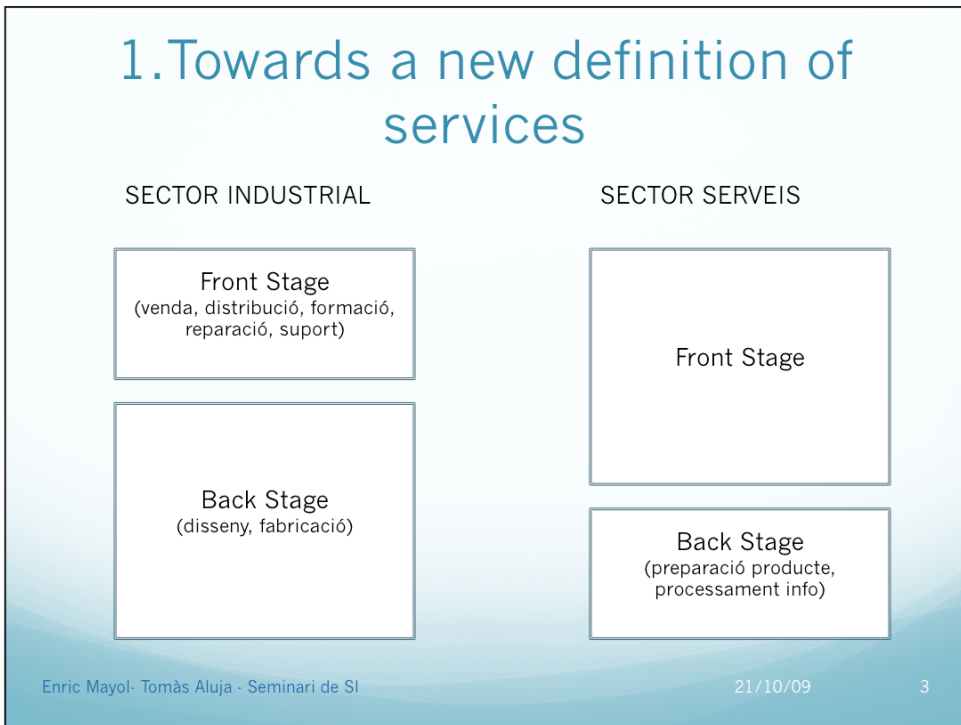 1.Towards a new definition of
services
SECTOR INDUSTRIAL
Front Stage
(venda, distribució, formació,
reparació, suport)
Back Stage
(disseny, fabricació)
SECTOR SERVEIS
Front Stage
Back Stage
(preparació producte,
processament info)
Enric Mayol- Tomàs Aluja - Seminari de SI
21/10/09
3